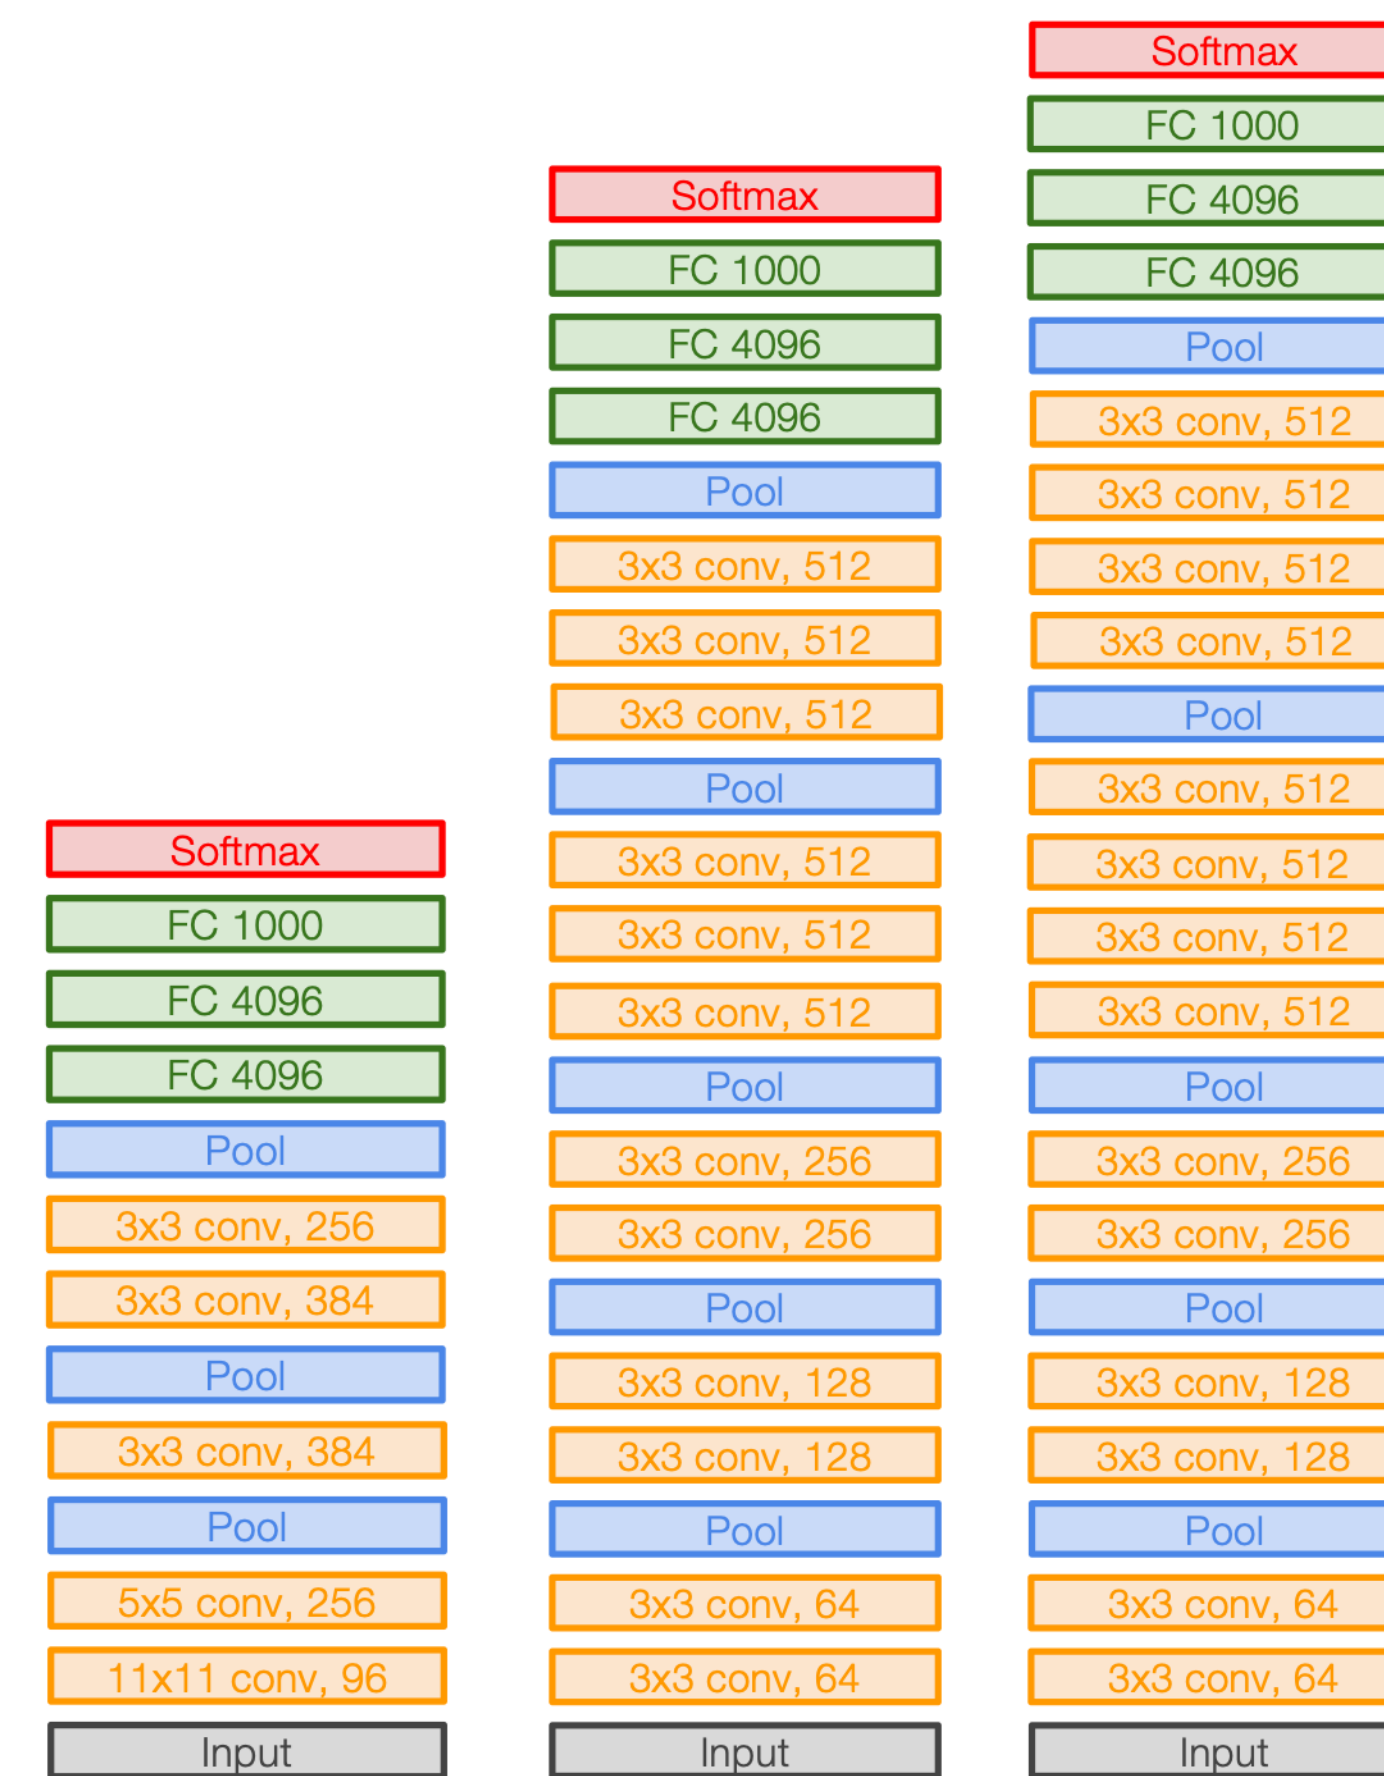 Softmax
FC 1000
FC 4096
FC 4096
Pool
3x3 conv, 256
3x3 conv, 384
Pool
3x3 conv, 384
Pool
5x5 conv, 256
11x11 conv, 96
Input
Softmax
FC 1000
FC 4096
FC 4096
Pool
3x3 conv, 512
3x3 conv, 512
3x3 conv, 512
Pool
3x3 conv, 512
3x3 conv, 512
3x3 conv, 512
Pool
3x3 conv, 256
3x3 conv, 256
Pool
3x3 conv, 128
3x3 conv, 128
Pool
3x3 conv, 64
3x3 conv, 64
Input
Softmax
FC 1000
FC 4096
FC 4096
Pool
3x3 conv, 512
3x3 conv, 512
3x3 conv, 512
3x3 conv, 512
Pool
3x3 conv, 512
3x3 conv, 512
3x3 conv, 512
3x3 conv, 512
Pool
3x3 conv, 256
3x3 conv, 256
Pool
3x3 conv, 128
3x3 conv, 128
Pool
3x3 conv, 64
3x3 conv, 64
Input